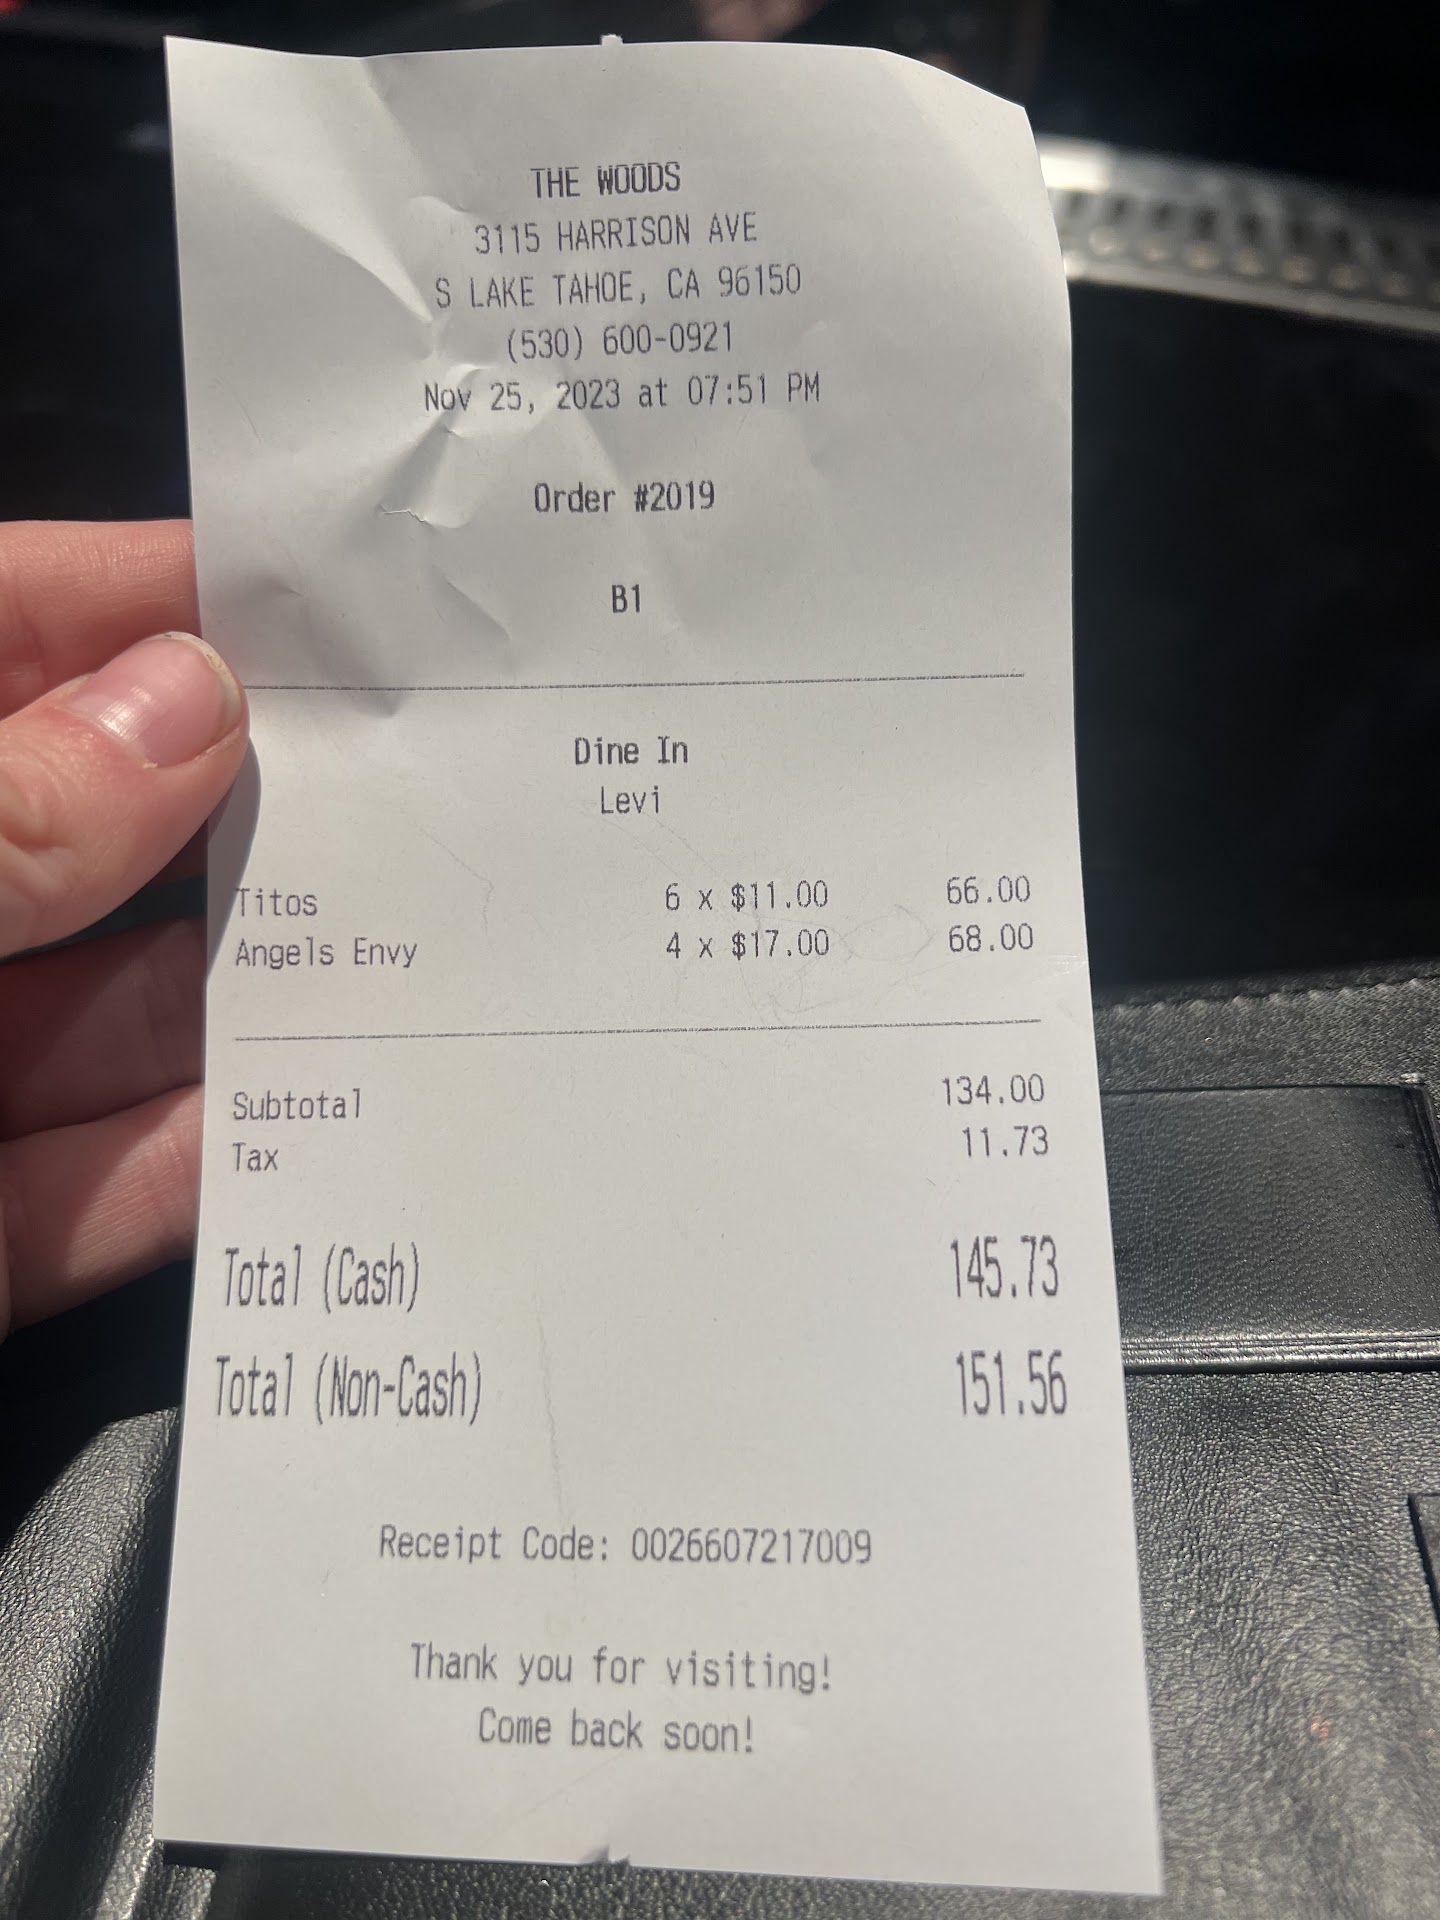 THE WOODS
3115 HARRISON AVE
S LAKE TAHOE, CA 96150
(530) 600-0921
Nov 25, 2023 at 07:51 PM
Order #2019
B1
Dine In
Levi
Titos 6 x $11.00 66.00
Angels Envy 4 x $17.00 68.00
Subtotal 134.00
Tax 11.73
Total (Cash) 145.73
Total (Non-Cash) 151.56
Receipt Code: 0026607217009
Thank you for visiting!
Come back soon!